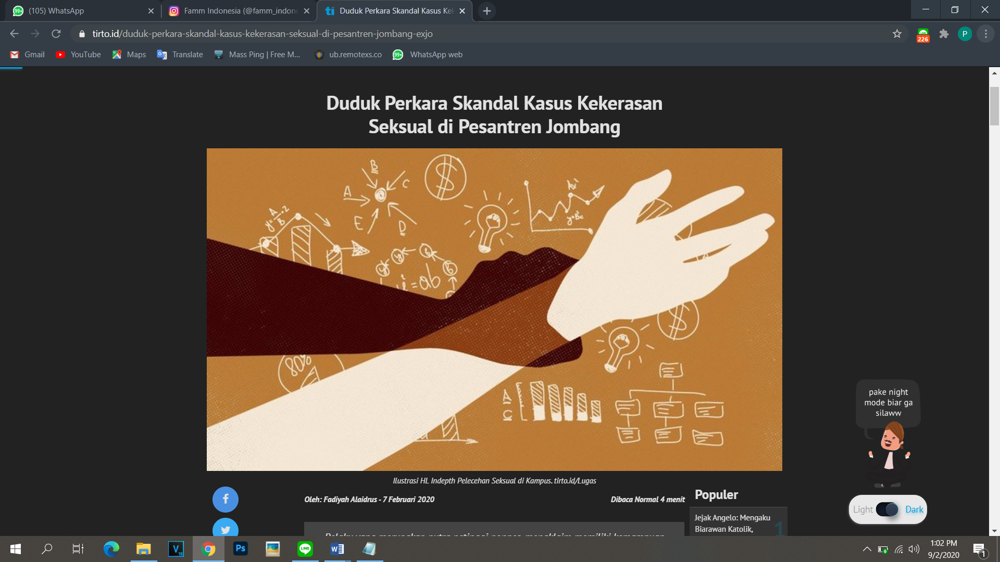 (105) WhatsApp
Famm Indonesia (@famm_indon
Duduk Perkara Skandal Kasus Ke
tirto.id/duduk-perkara-skandal-kasus-kekerasan-seksual-di-pesantren-jombang-exjo
226
P
Gmail
YouTube
Maps
Translate
Mass Ping | Free M...
ub.remotexs.co
WhatsApp web
Duduk Perkara Skandal Kasus Kekerasan
Seksual di Pesantren Jombang
B
C
A
E
D
$
80%
i=ab
A
C
$
pake night
mode biar ga
silaww
Ilustrasi HL Indepth Pelecehan Seksual di Kampus. tirto.id/Lugas
Oleh: Fadiyah Alaidrus - 7 Februari 2020
Dibaca Normal 4 menit
Populer
Jejak Angelo: Mengaku
Biarawan Katolik,
1
Light
Dark
1:02 PM
9/2/2020
1